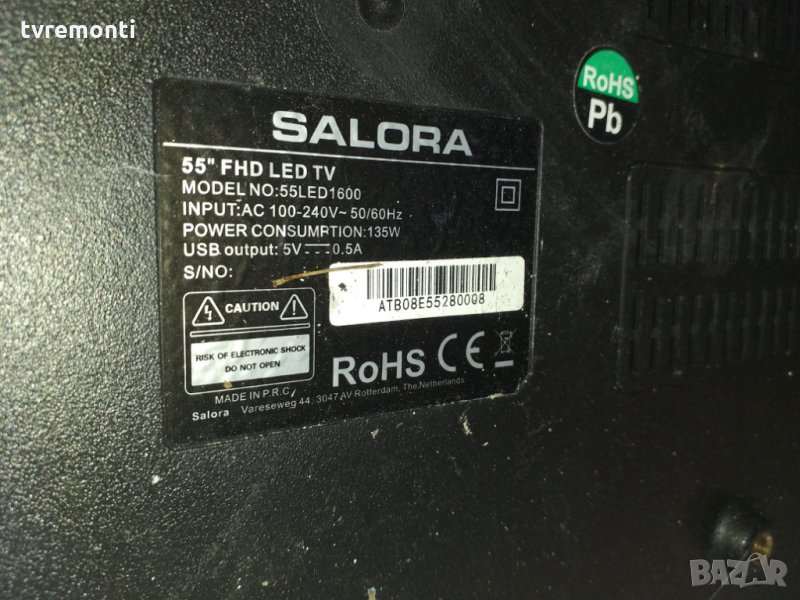 tvremonti
RoHS
Pb
SALORA
55" FHD LED TV
MODEL NO:55LED1600
INPUT:AC 100-240V~ 50/60Hz
POWER CONSUMPTION:135W
USB output: 5V⎓0.5A
S/NO:
ATB08E55280008
CAUTION
RISK OF ELECTRONIC SHOCK
DO NOT OPEN
RoHS CE
MADE IN P.R.C
Salora Vareseweg 44, 3047 AV Rotterdam, The Netherlands
BAZAR